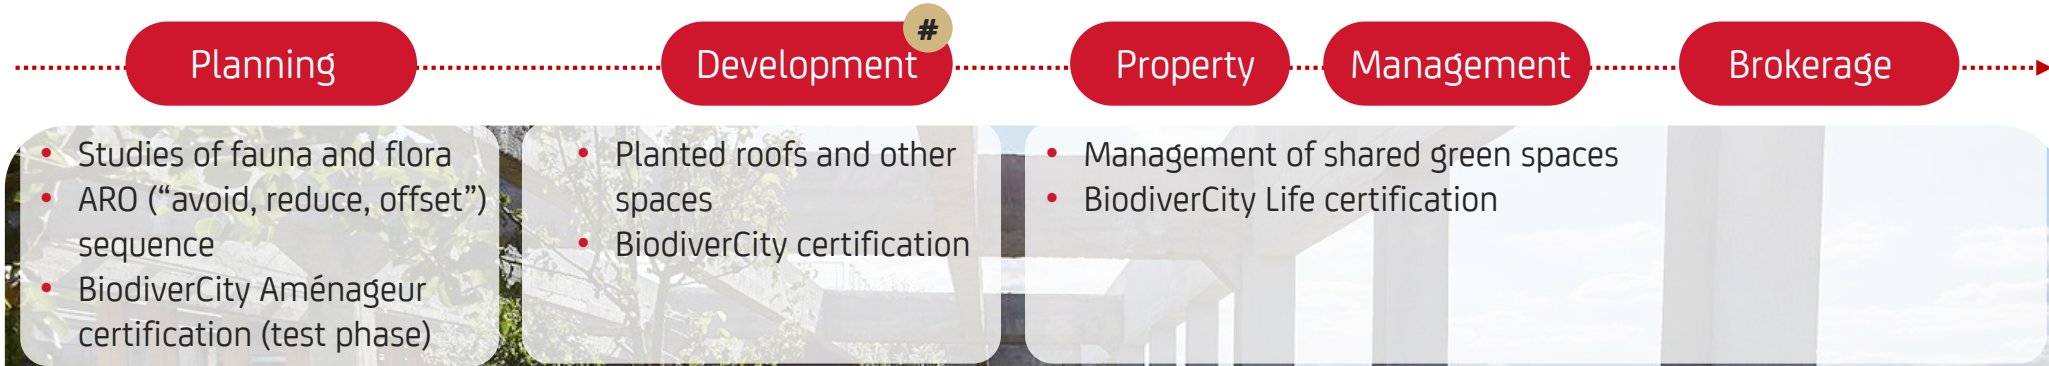 #
Planning
Development
Property
Management
Brokerage
• Studies of fauna and flora
• ARO (“avoid, reduce, offset”)
sequence
• BiodiverCity Aménageur
certification (test phase)
• Planted roofs and other
spaces
• BiodiverCity certification
• Management of shared green spaces
• BiodiverCity Life certification